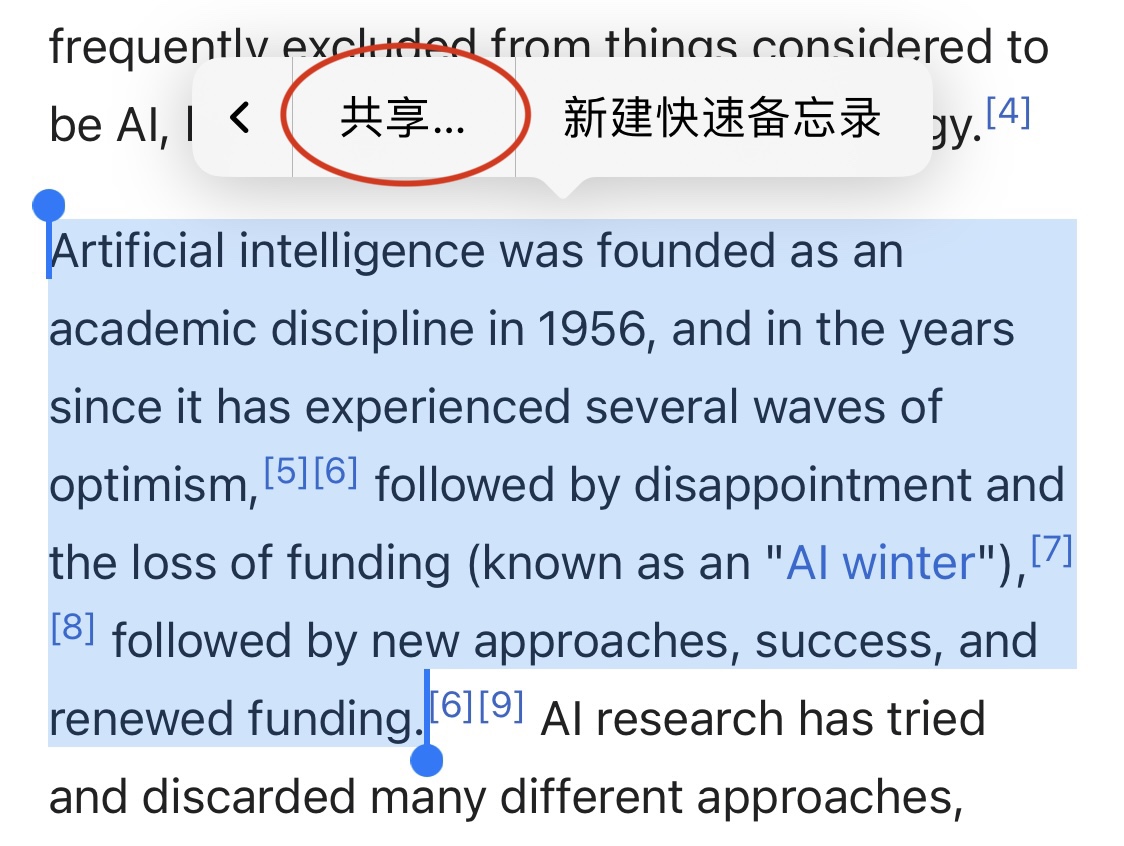 frequently excluded from things considered to
be AI, gy.[4]
共享... 新建快速备忘录
Artificial intelligence was founded as an
academic discipline in 1956, and in the years
since it has experienced several waves of
optimism,[5][6] followed by disappointment and
the loss of funding (known as an "AI winter"),[7]
[8] followed by new approaches, success, and
renewed funding.[6][9] AI research has tried
and discarded many different approaches,